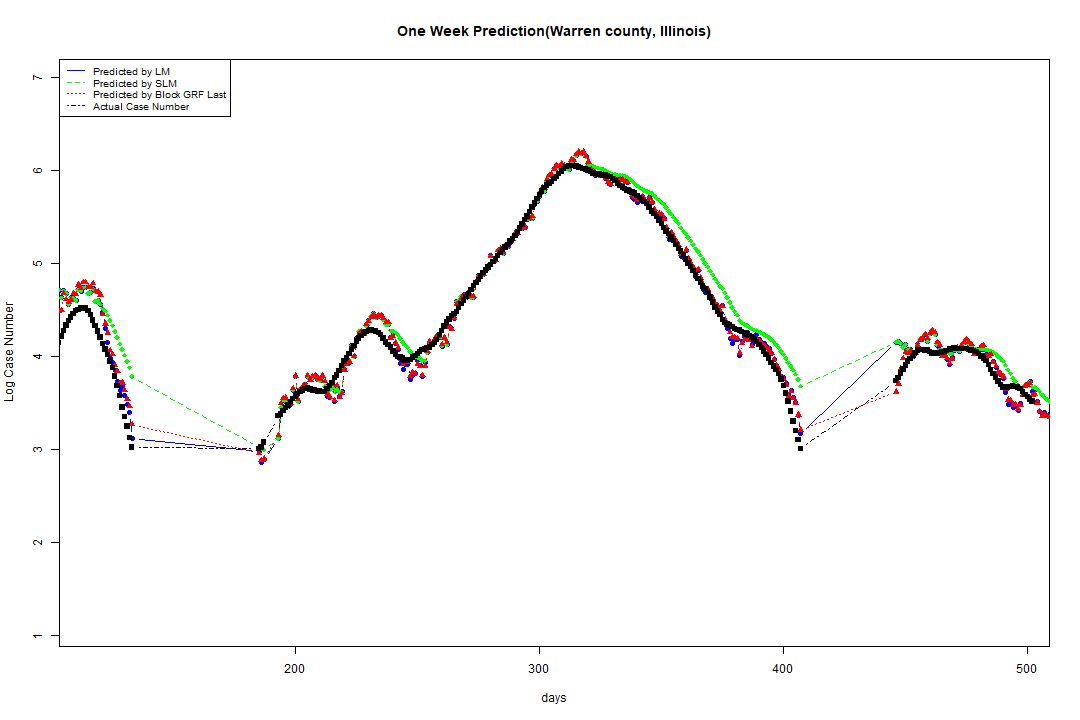 One Week Prediction(Warren county, Illinois)
Predicted by LM
Predicted by SLM
Predicted by Block GRF Last
Actual Case Number
7
6
5
4
3
2
1
Log Case Number
200 300 400 500
days